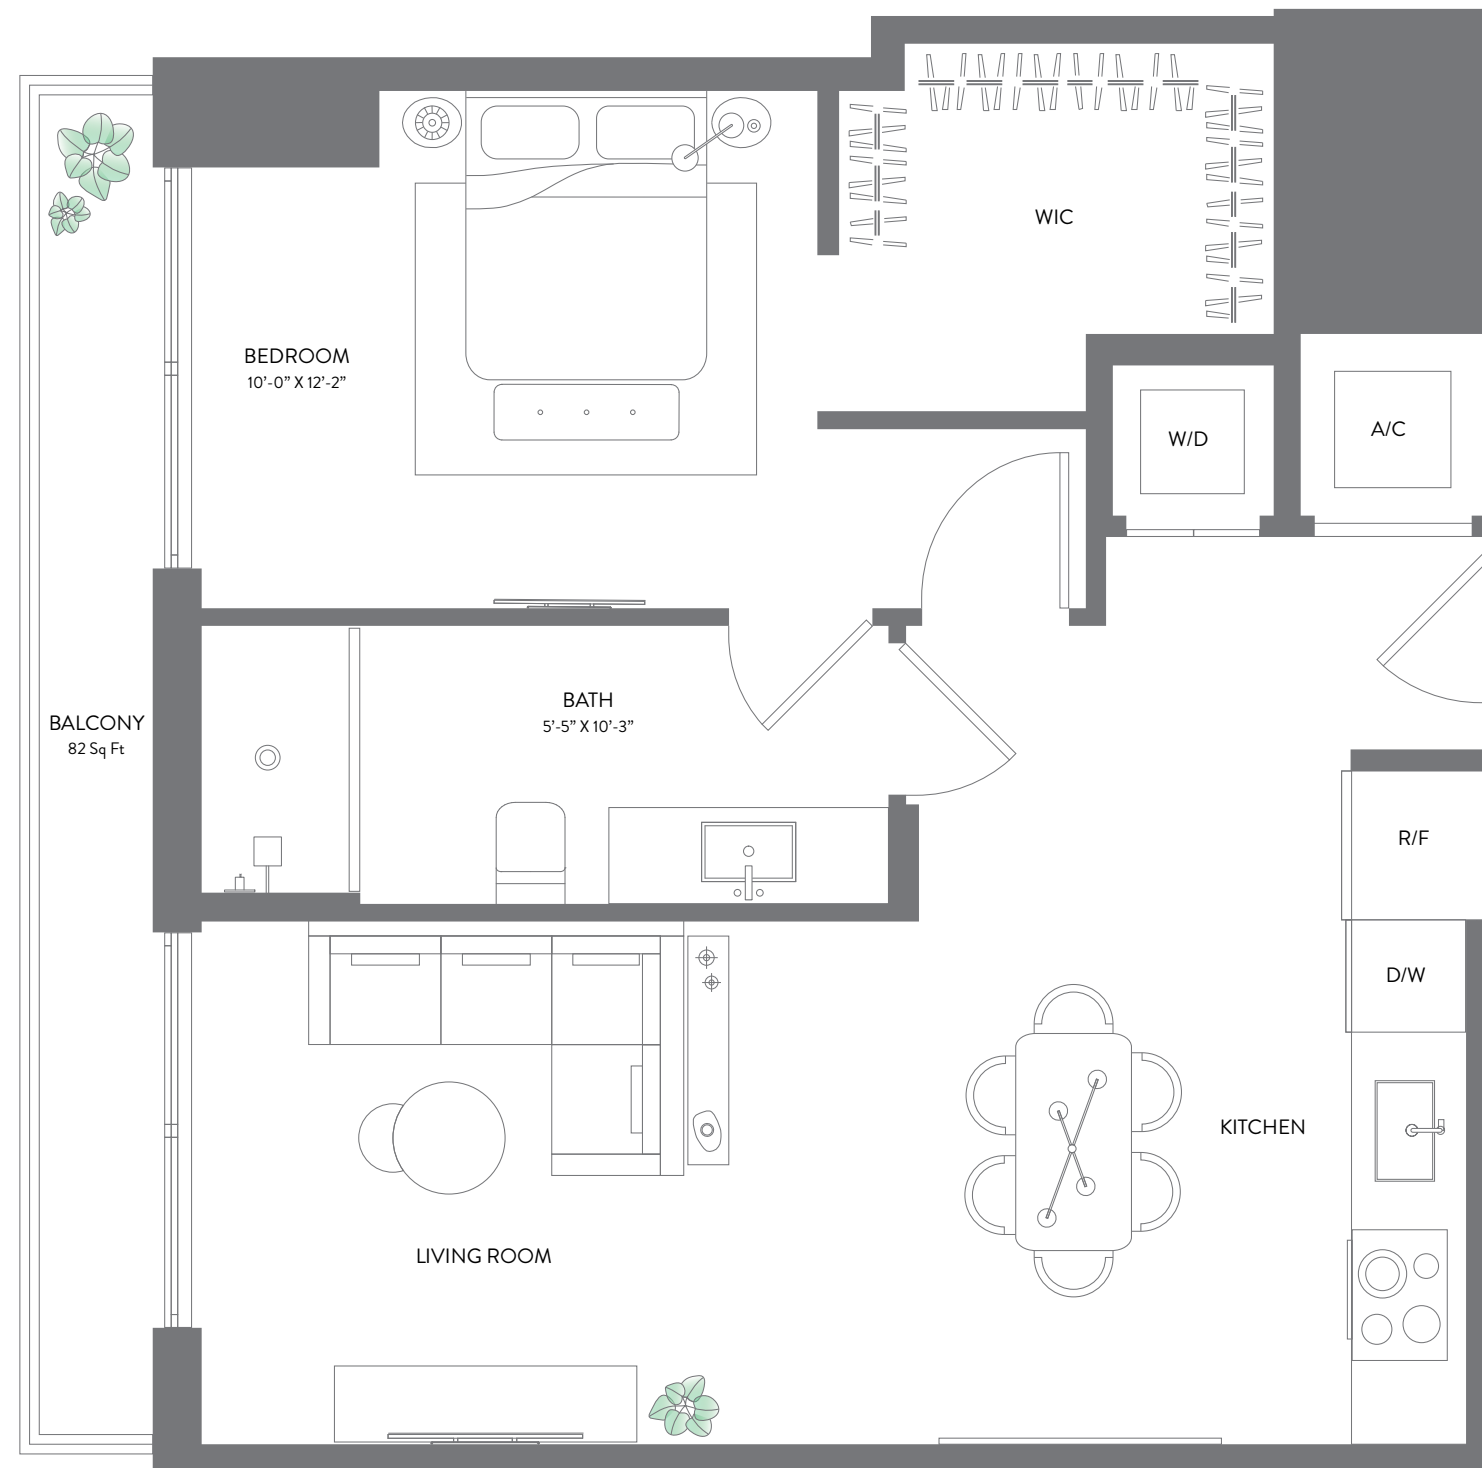 WIC
BEDROOM
10’-0” X 12’-2”
W/D
A/C
BATH
5’-5” X 10’-3”
BALCONY
82 Sq Ft
R/F
D/W
KITCHEN
LIVING ROOM